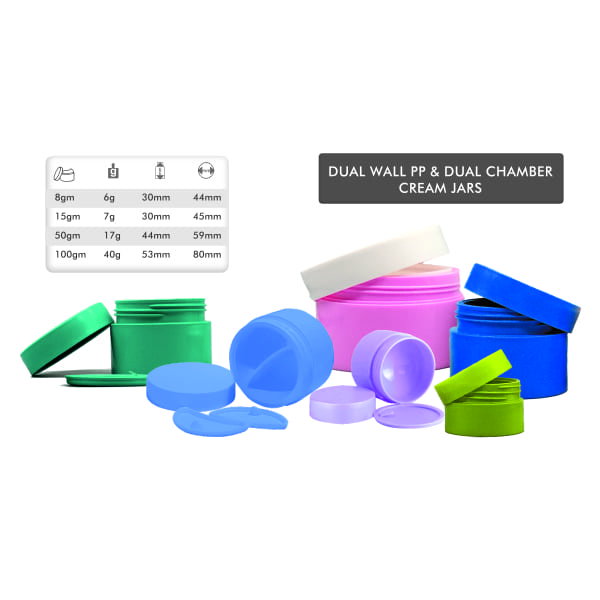 DUAL WALL PP & DUAL CHAMBER
CREAM JARS
g
8gm 6g 30mm 44mm
15gm 7g 30mm 45mm
50gm 17g 44mm 59mm
100gm 40g 53mm 80mm